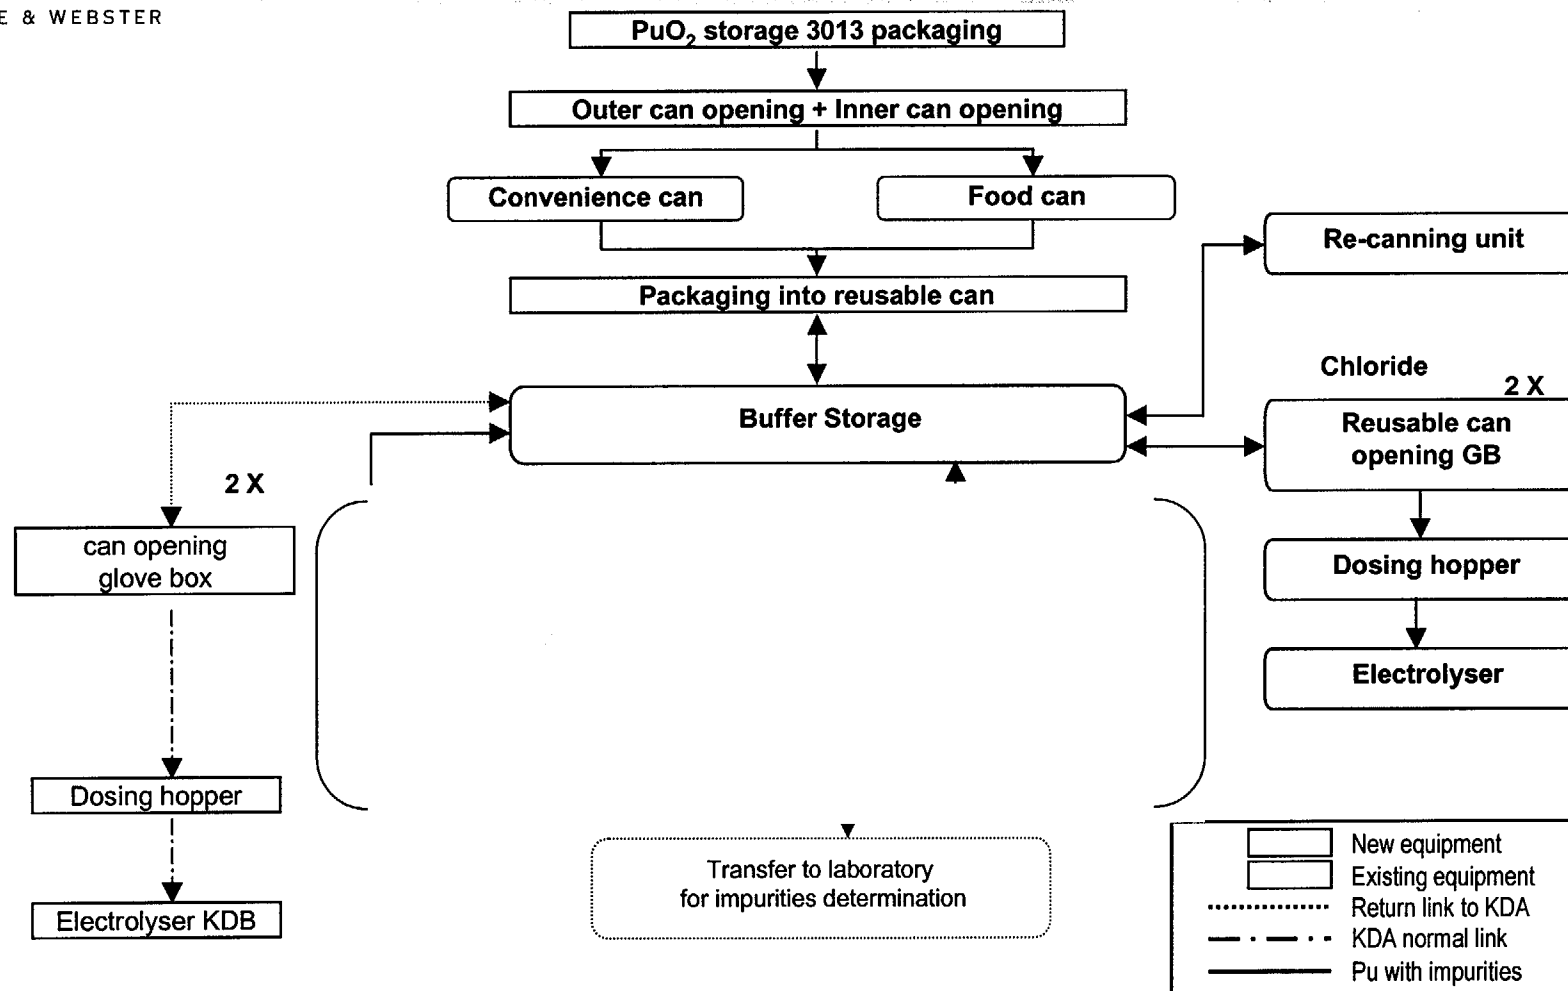 E & WEBSTER
PuO₂ storage 3013 packaging
Outer can opening + Inner can opening
Convenience can
Food can
Re-canning unit
Packaging into reusable can
Chloride
2 X
Buffer Storage
Reusable can
opening GB
2 X
can opening
glove box
Dosing hopper
Electrolyser
Dosing hopper
Transfer to laboratory
for impurities determination
Electrolyser KDB
New equipment
Existing equipment
Return link to KDA
KDA normal link
Pu with impurities